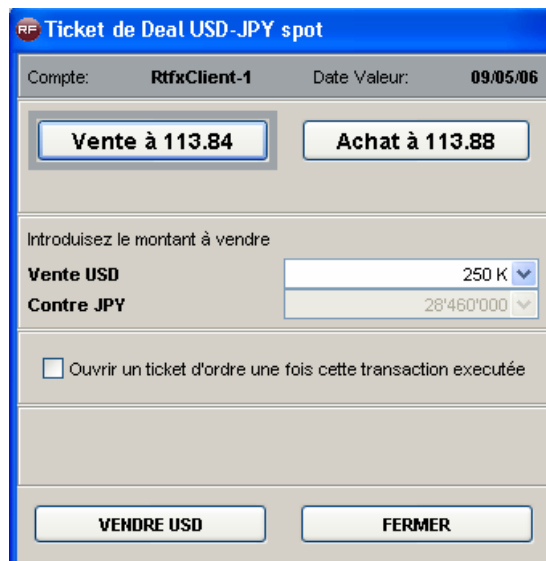 RF Ticket de Deal USD-JPY spot
Compte: RtfxClient-1 Date Valeur: 09/05/06
Vente à 113.84 Achat à 113.88
Introduisez le montant à vendre
Vente USD 250 K
Contre JPY 28'460'000
Ouvrir un ticket d'ordre une fois cette transaction executée
VENDRE USD FERMER